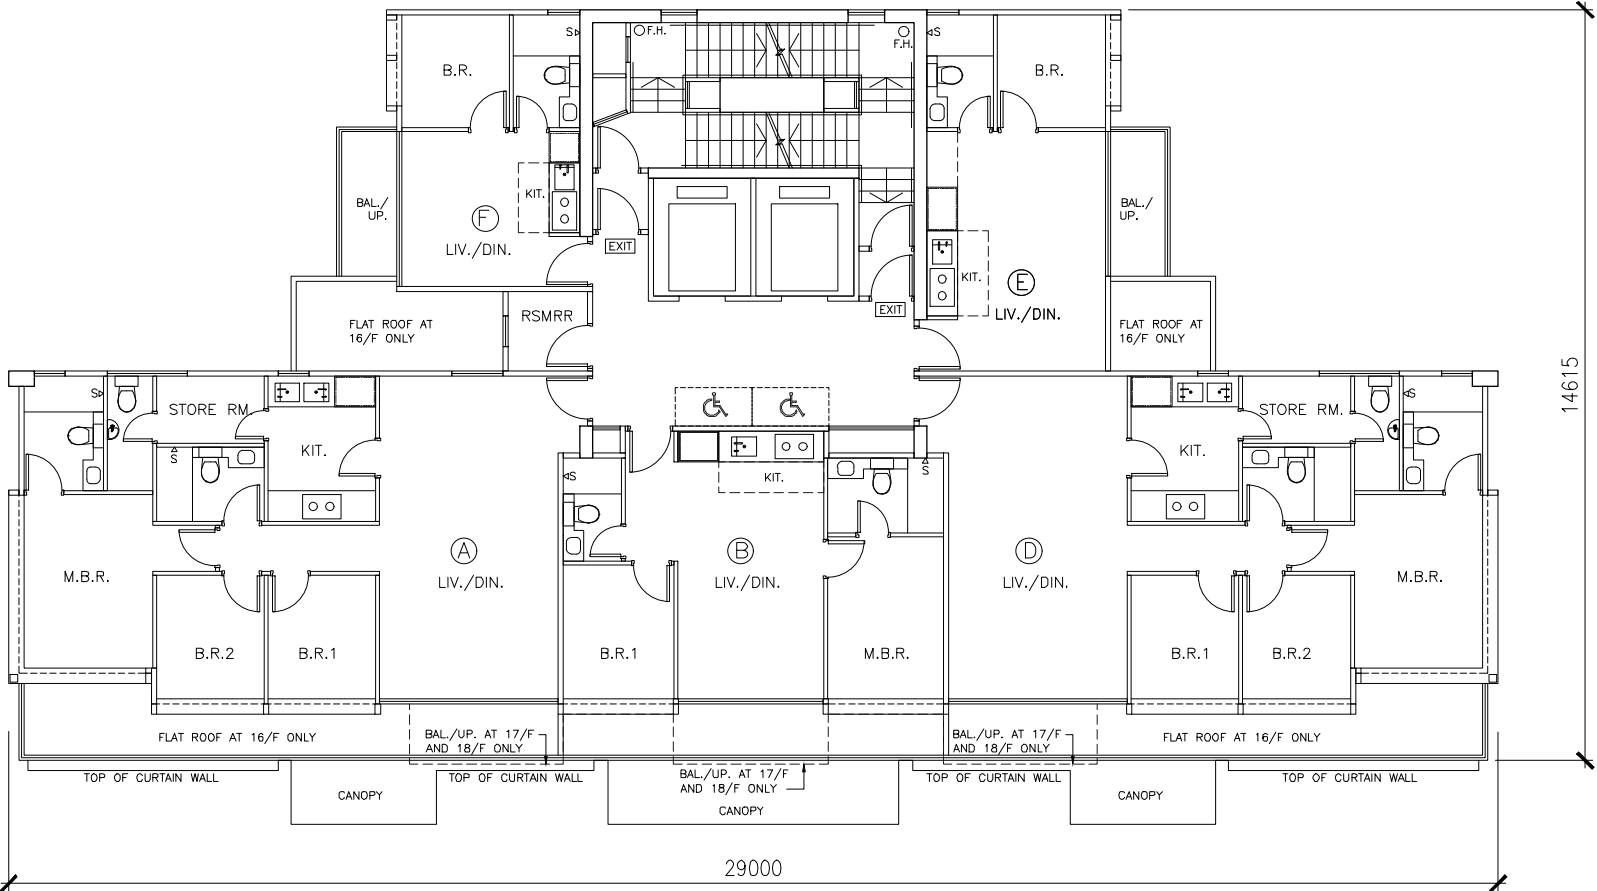 S
F.H.
F.H.
S
B.R.
B.R.
KIT.
BAL./
UP.
BAL./
UP.
F
LIV./DIN.
EXIT
KIT.
E
LIV./DIN.
EXIT
RSMRR
FLAT ROOF AT
16/F ONLY
FLAT ROOF AT
16/F ONLY
14615
S
S
STORE RM.
STORE RM.
KIT.
KIT.
S
S
S
KIT.
A
LIV./DIN.
B
LIV./DIN.
D
LIV./DIN.
M.B.R.
M.B.R.
B.R.2
B.R.1
B.R.1
M.B.R.
B.R.1
B.R.2
FLAT ROOF AT 16/F ONLY
BAL./UP. AT 17/F
AND 18/F ONLY
BAL./UP. AT 17/F
AND 18/F ONLY
FLAT ROOF AT 16/F ONLY
TOP OF CURTAIN WALL
TOP OF CURTAIN WALL
BAL./UP. AT 17/F
AND 18/F ONLY
TOP OF CURTAIN WALL
TOP OF CURTAIN WALL
CANOPY
CANOPY
CANOPY
29000